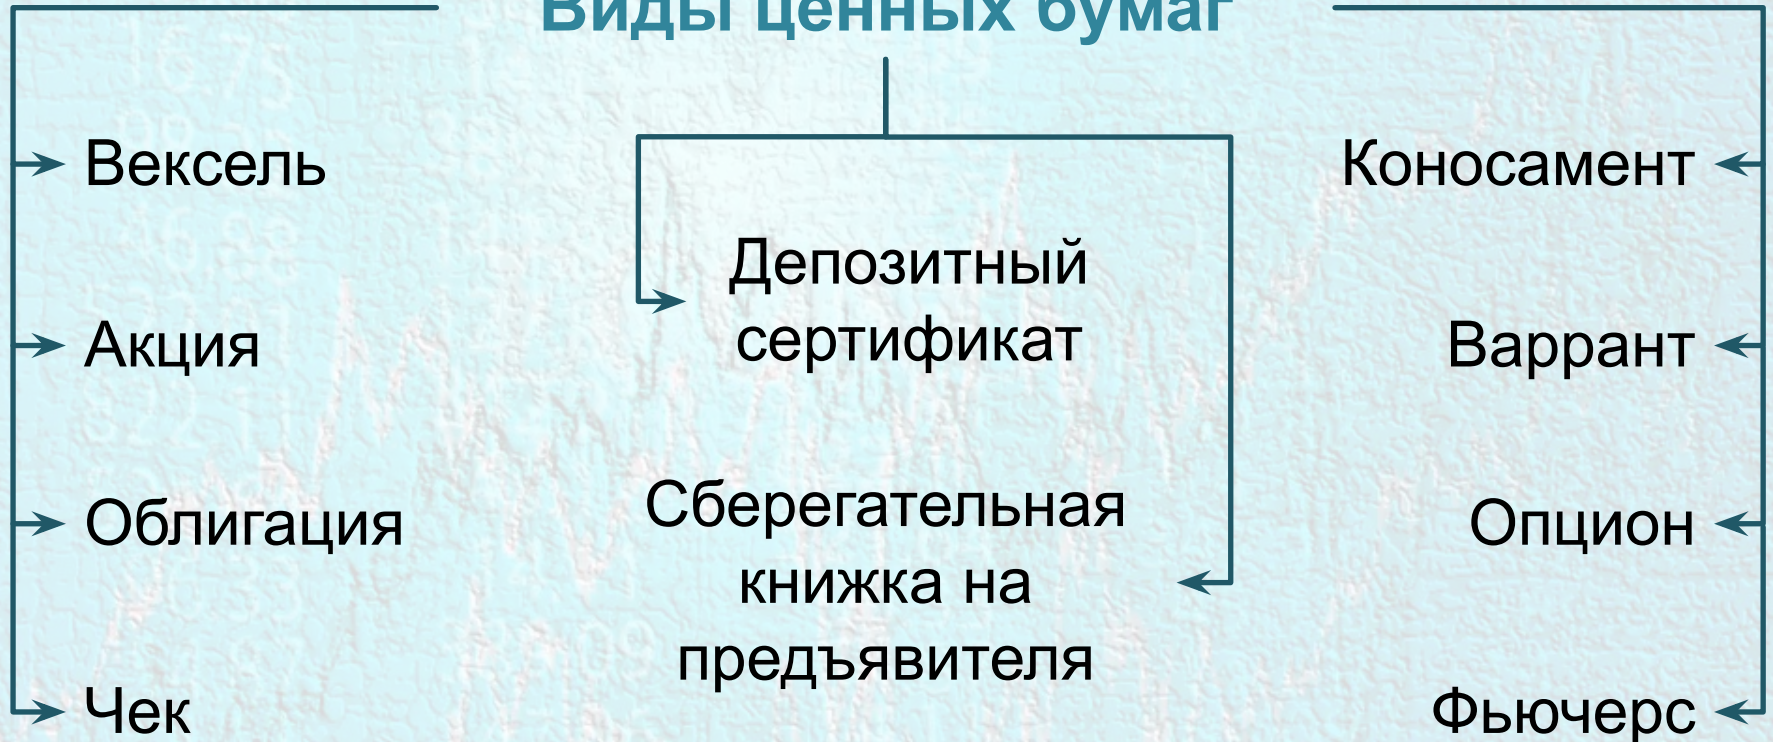 Виды ценных бумаг
Вексель
Акция
Облигация
Чек
Депозитный
сертификат
Сберегательная
книжка на
предъявителя
Коносамент
Варрант
Опцион
Фьючерс